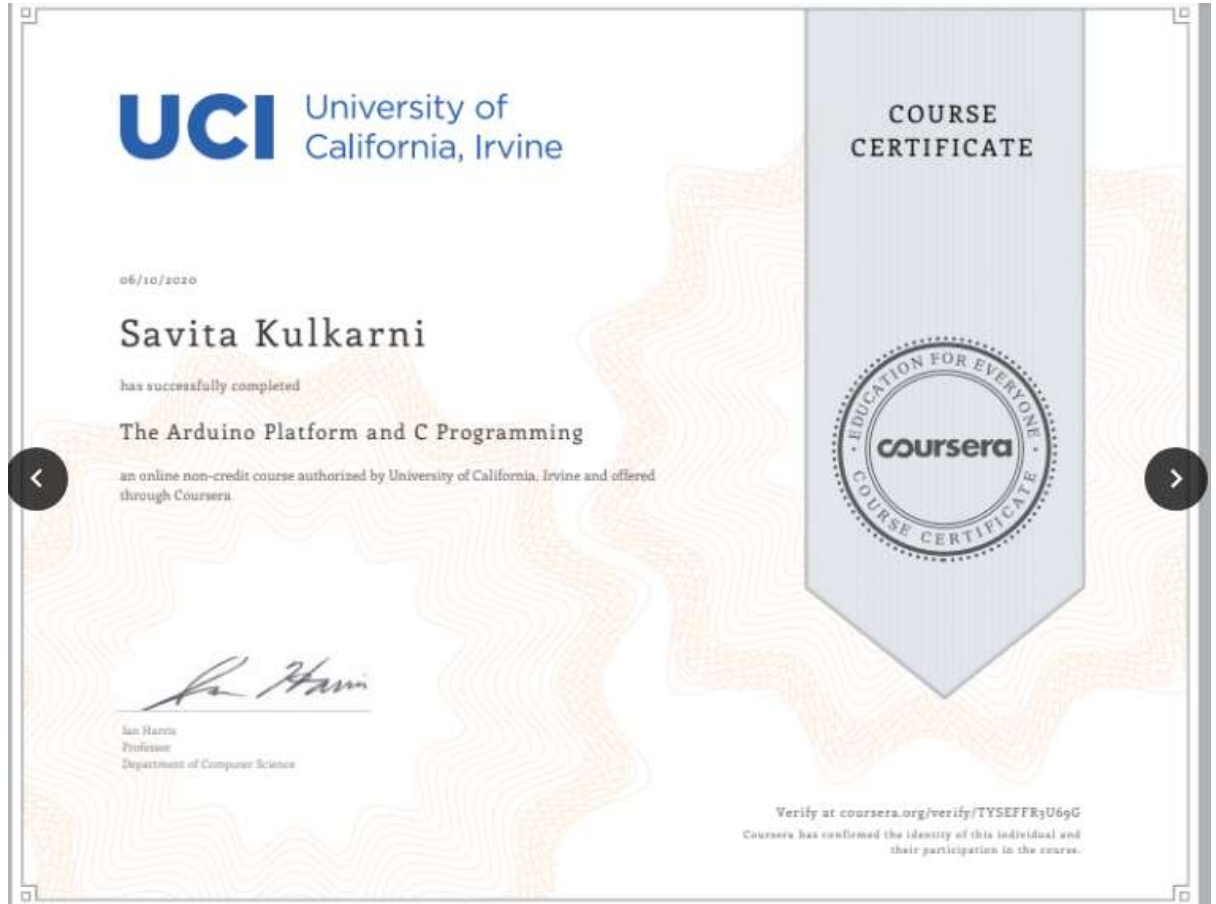 UCI University of
California, Irvine
COURSE
CERTIFICATE
06/10/2020
Savita Kulkarni
has successfully completed
The Arduino Platform and C Programming
an online non-credit course authorized by University of California, Irvine and offered
through Coursera
EDUCATION FOR EVERYONE
coursera
COURSE CERTIFICATE
Ian Harris
Ian Harris
Professor
Department of Computer Science
Verify at coursera.org/verify/TYSEFFR3U69G
Coursera has confirmed the identity of this individual and
their participation in the course.